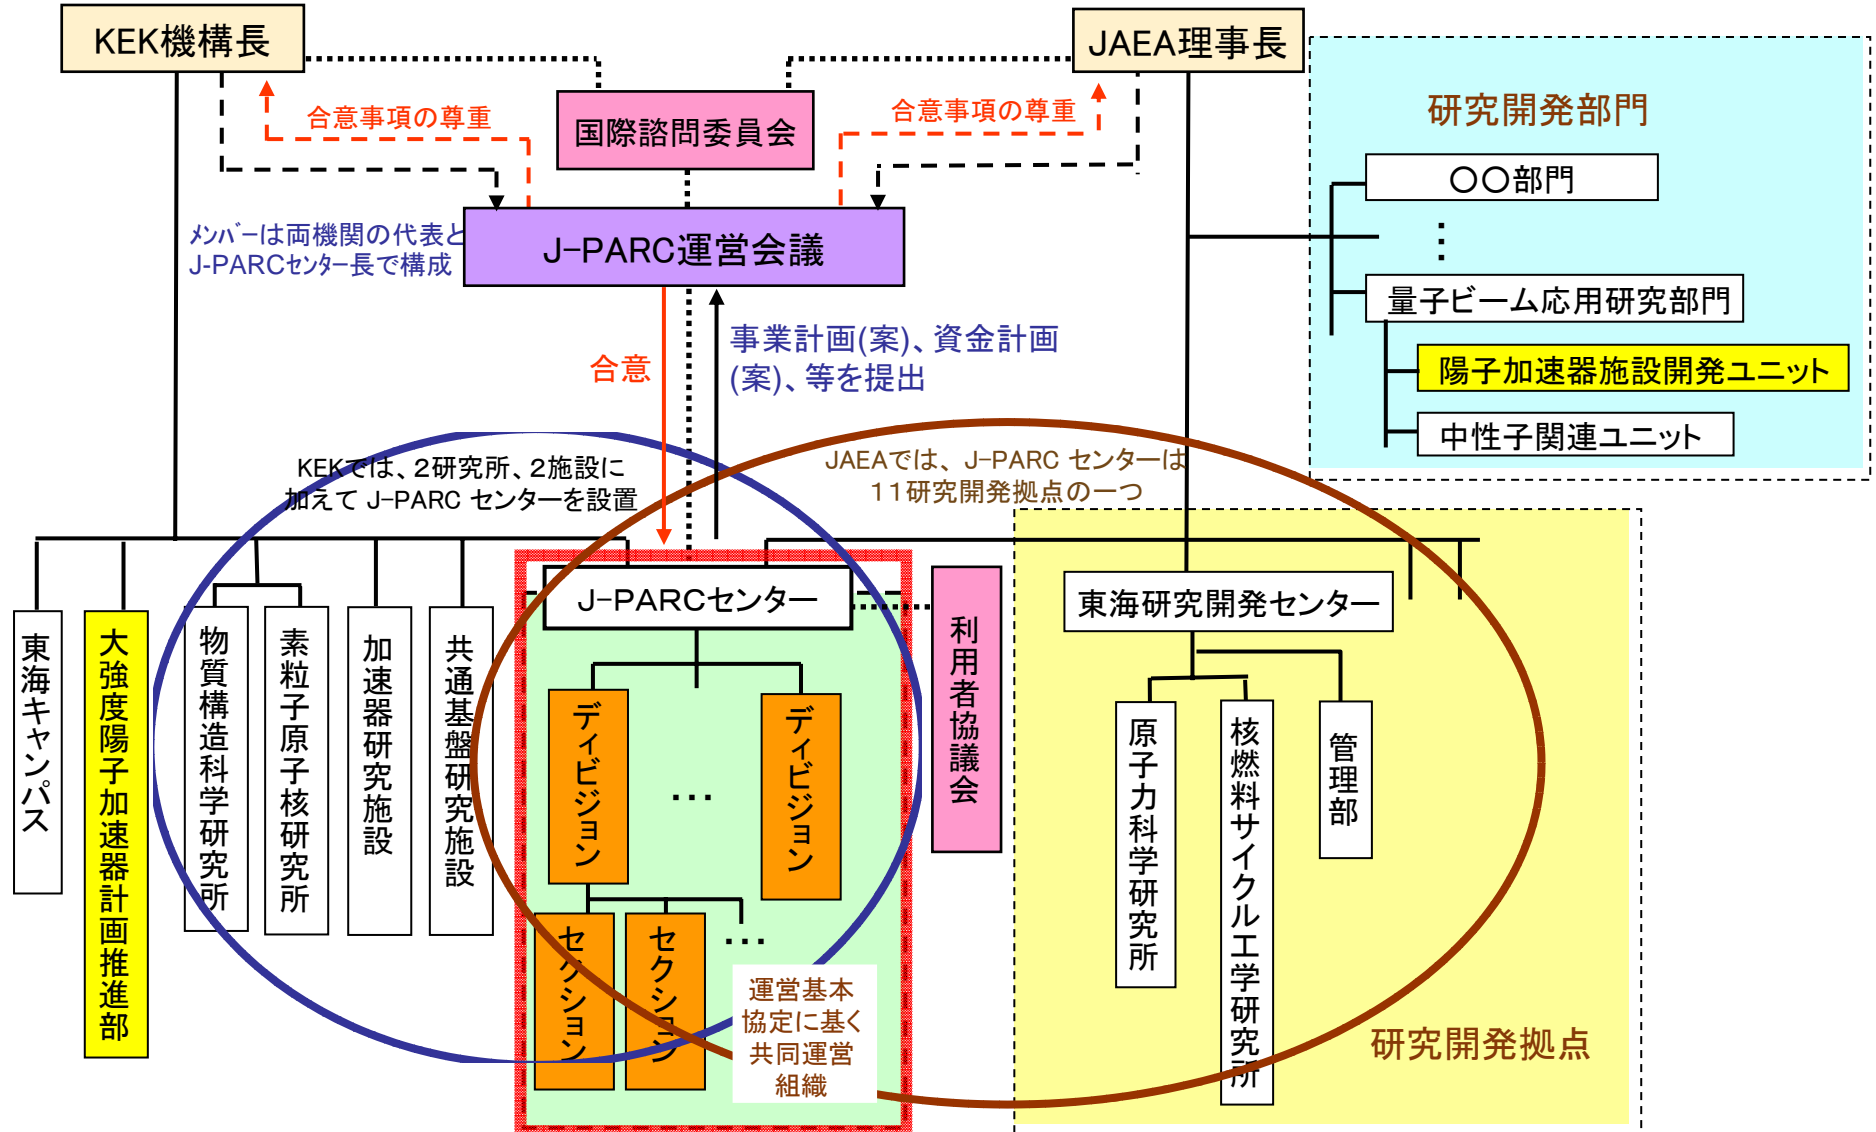 KEK機構長
JAEA理事長
合意事項の尊重
国際諮問委員会
合意事項の尊重
研究開発部門
〇〇部門
⋮
量子ビーム応用研究部門
陽子加速器施設開発ユニット
中性子関連ユニット
メンバーは両機関の代表と
J-PARCセンター長で構成
J-PARC運営会議
合意
事業計画(案)、資金計画
(案)、等を提出
KEKでは、2研究所、2施設に
加えて J-PARC センターを設置
JAEAでは、J-PARC センターは
11研究開発拠点の一つ
東海キャンパス
大強度陽子加速器計画推進部
物質構造科学研究所
素粒子原子核研究所
加速器研究施設
共通基盤研究施設
J-PARCセンター
ディビジョン
…
ディビジョン
セクション
セクション
…
運営基本
協定に基く
共同運営
組織
利用者協議会
東海研究開発センター
原子力科学研究所
核燃料サイクル工学研究所
管理部
研究開発拠点